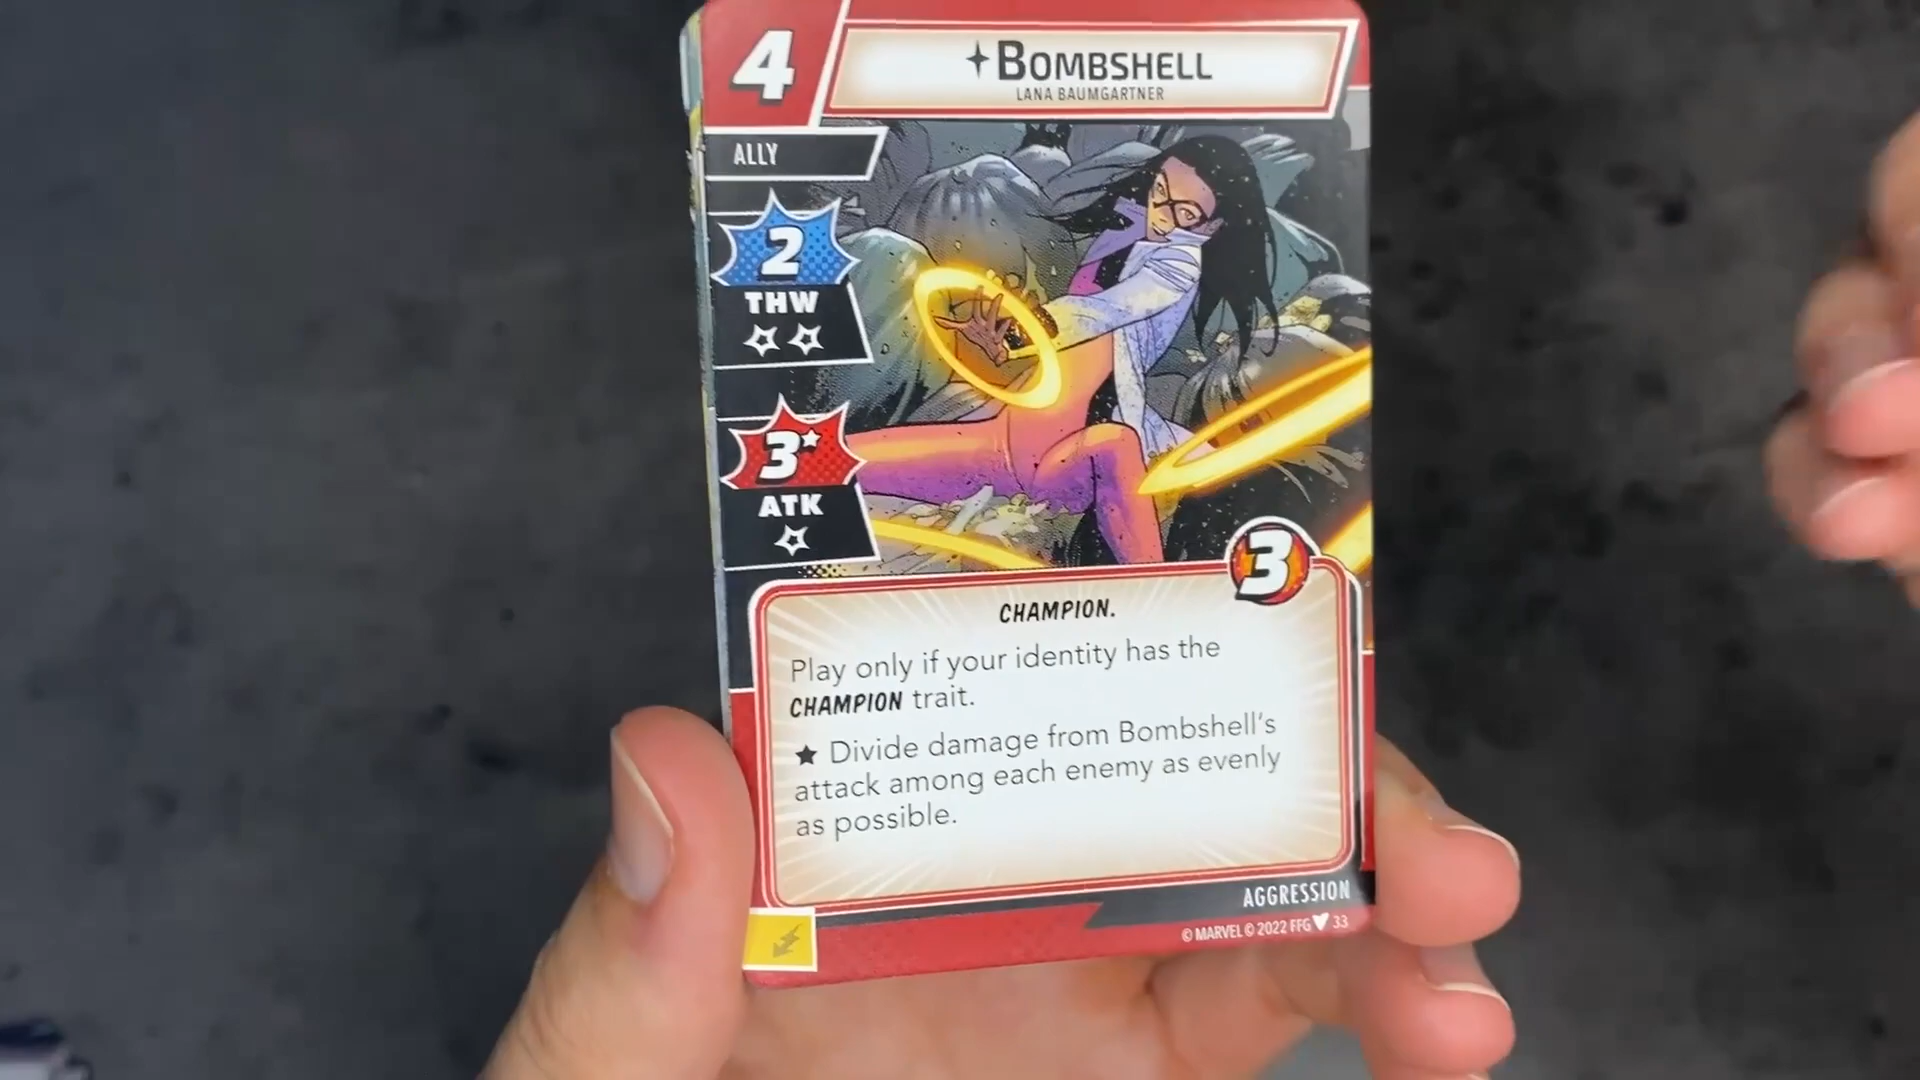 4
BOMBSHELL
LANA BAUMGARTNER
ALLY
2
THW
3
ATK
3
CHAMPION.
Play only if your identity has the
CHAMPION trait.
★ Divide damage from Bombshell's
attack among each enemy as evenly
as possible.
AGGRESSION
© MARVEL © 2022 FFG 33